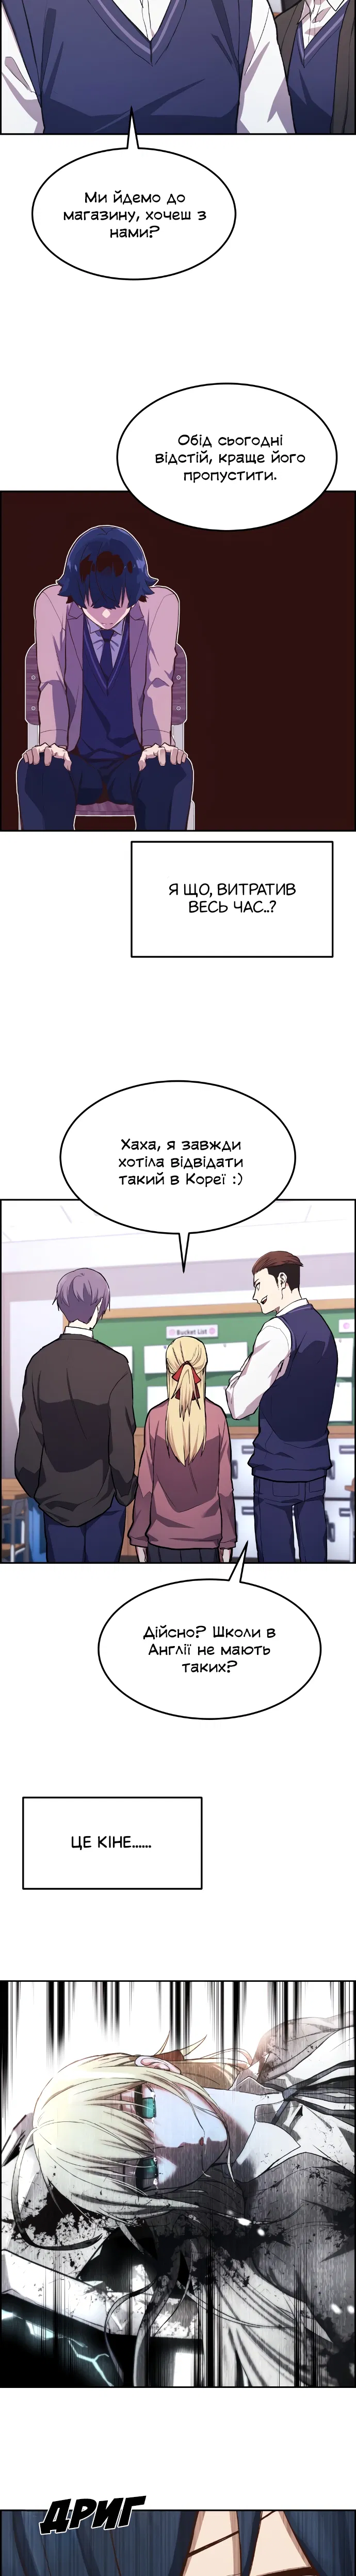 Ми йдемо до
магазину, хочеш з
нами?
Обід сьогодні
відстій, краще його
пропустити.
Я ЩО, ВИТРАТИВ
ВЕСЬ ЧАС..?
Хаха, я завжди
хотіла відвідати
такий в Кореї :)
Bucket List
Дійсно? Школи в
Англії не мають
таких?
ЦЕ КІНЕ......
ДРИГ